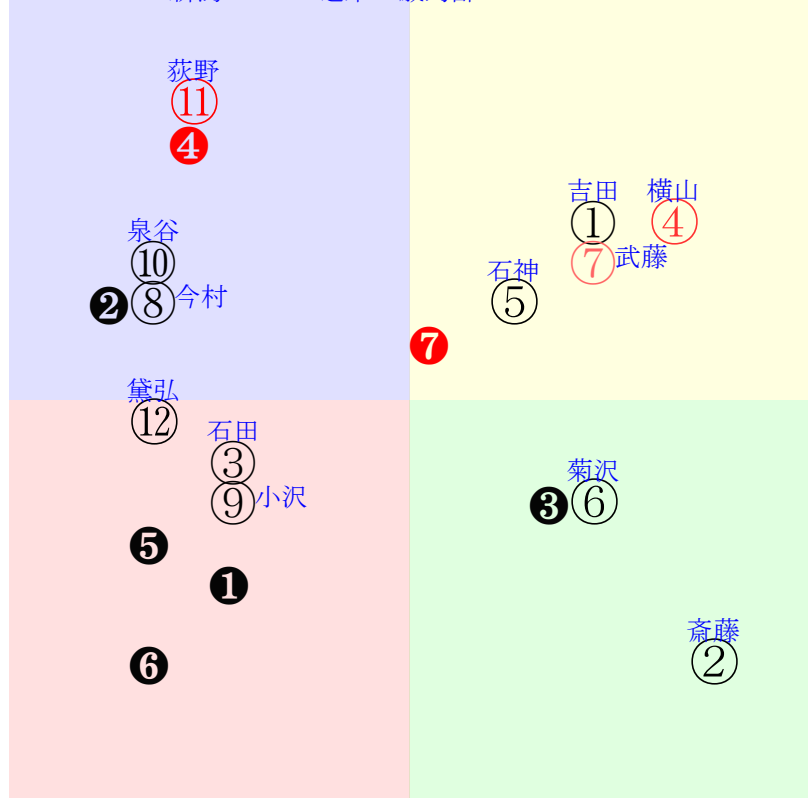 荻野
⑪
❹
吉田 横山
① ④
泉谷
⑩
⑦武藤
石神
❷⑧今村
⑤
❼
黛弘
⑫
石田
③
菊沢
⑨小沢
❸⑥
❺
❶
斎藤
❻
②